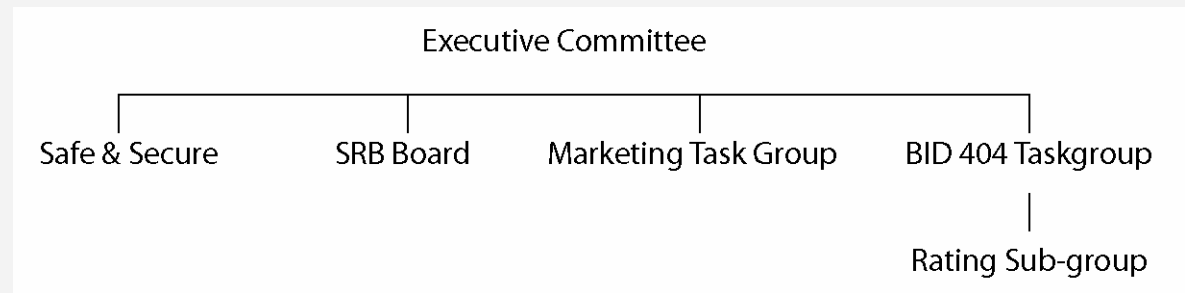 Executive Committee
Safe & Secure
SRB Board
Marketing Task Group
BID 404 Taskgroup
Rating Sub-group